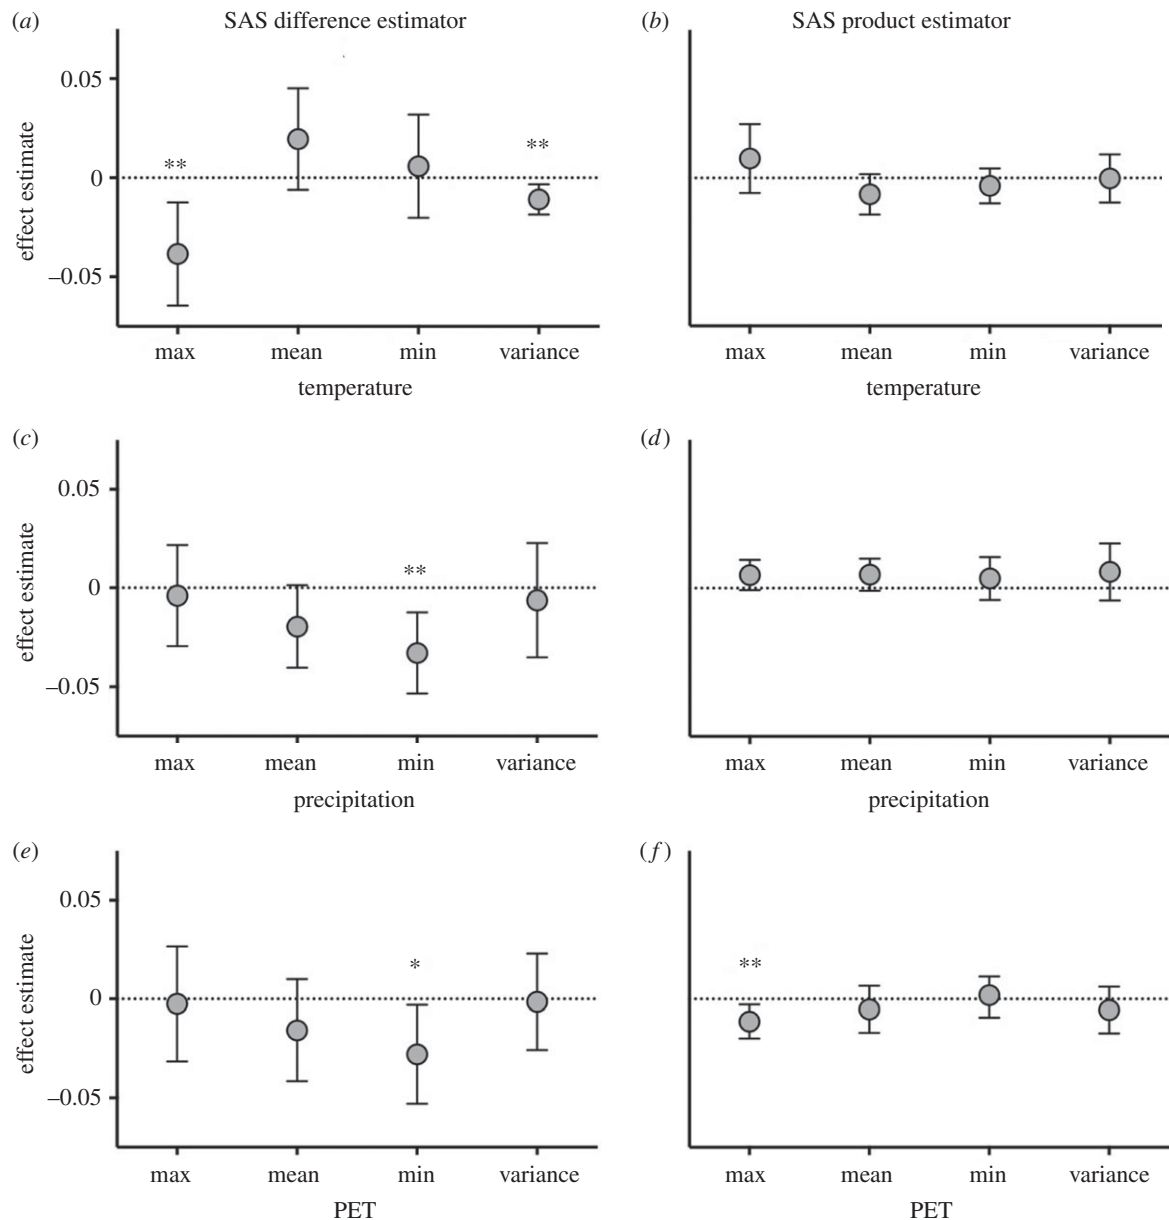 (a) SAS difference estimator
(b) SAS product estimator
effect estimate
0.05
0
–0.05
**
**
max mean min variance
temperature
max mean min variance
temperature
(c)
(d)
effect estimate
0.05
0
–0.05
**
max mean min variance
precipitation
max mean min variance
precipitation
(e)
(f)
effect estimate
0.05
0
–0.05
*
**
max mean min variance
PET
max mean min variance
PET